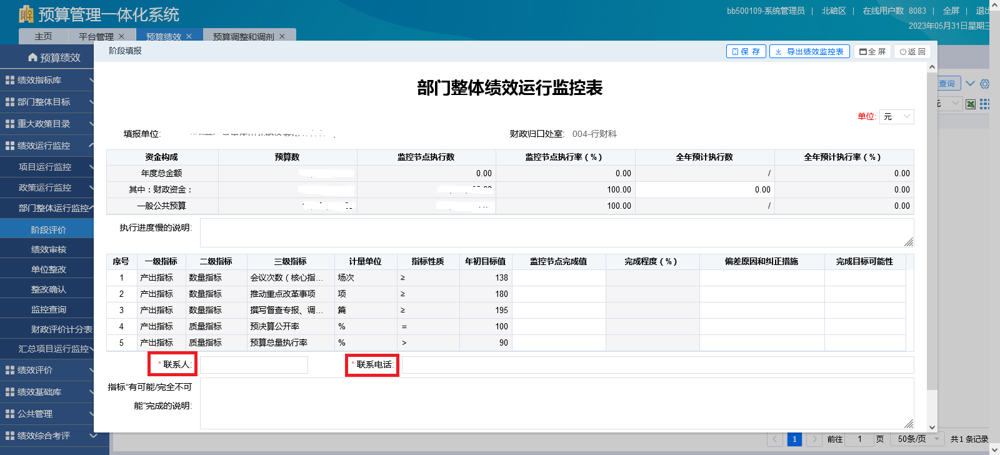 预算管理一体化系统
bb500109-系统管理员 | 北碚区 | 在线用户数 8083 | 全屏 | 退出
2023年05月31日星期三
主页 平台管理 × 预算绩效 × 预算调整和调剂 ×
预算绩效
绩效指标库
部门整体目标
重大政策目录
绩效运行监控
项目运行监控
政策运行监控
部门整体运行监控
阶段评价
绩效审核
单位整改
整改确认
监控查询
财政评价计分表
汇总项目运行监控
绩效评价
绩效基础库
公共管理
绩效综合考评
阶段填报
保 存 导出绩效监控表 全 屏 返 回
查询
元
部门整体绩效运行监控表
单位: 元
填报单位:
财政归口处室: 004-行财科
资金构成 预算数 监控节点执行数 监控节点执行率（%） 全年预计执行数 全年预计执行率（%）
年度总金额 0.00 0.00 / 0.00
其中：财政资金： 100.00 0.00 0.00
一般公共预算 100.00 / 0.00
执行进度慢的说明:
序号 一级指标 二级指标 三级指标 计量单位 指标性质 年初目标值 监控节点完成值 完成程度（%） 偏差原因和纠正措施 完成目标可能性
1 产出指标 数量指标 会议次数（核心指... 场次 ≥ 138
2 产出指标 数量指标 推动重点改革事项 项 ≥ 180
3 产出指标 数量指标 撰写督查专报、调... 篇 ≥ 195
4 产出指标 质量指标 预决算公开率 % = 100
5 产出指标 质量指标 预算总量执行率 % > 90
* 联系人:
* 联系电话:
指标“有可能/完全不可
能”完成的说明:
1 前往 1 页 50条/页 共1 条记录